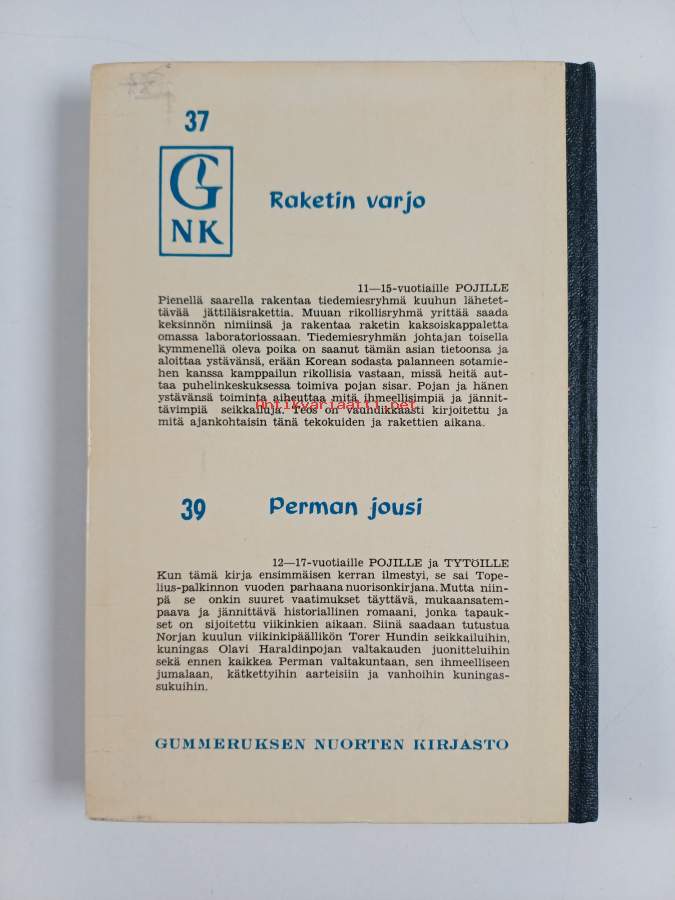 37
G
NK
Raketin varjo
11—15-vuotiaille POJILLE
Pienellä saarella rakentaa tiedemiesryhmä kuuhun lähetet-
tävää jättiläisrakettia. Muuan rikollisryhmä yrittää saada
keksinnön nimiinsä ja rakentaa raketin kaksoiskappaletta
omassa laboratoriossaan. Tiedemiesryhmän johtajan toisella
kymmenellä oleva poika on saanut tämän asian tietoonsa ja
aloittaa ystävänsä, erään Korean sodasta palanneen sotamie-
hen kanssa kamppailun rikollisia vastaan, missä heitä aut-
taa puhelinkeskuksessa toimiva pojan sisar. Pojan ja hänen
ystävänsä toiminta aiheuttaa mitä ihmeellisimpiä ja jännit-
tävimpiä seikkailuja. Teos on vauhdikkaasti kirjoitettu ja
mitä ajankohtaisin tänä tekokuiden ja rakettien aikana.
Antikvariaatti.net
39
Perman jousi
12—17-vuotiaille POJILLE ja TYTÖILLE
Kun tämä kirja ensimmäisen kerran ilmestyi, se sai Tope-
lius-palkinnon vuoden parhaana nuorisonkirjana. Mutta niin-
pä se onkin suuret vaatimukset täyttävä, mukaansatem-
paava ja jännittävä historiallinen romaani, jonka tapauk-
set on sijoitettu viikinkien aikaan. Siinä saadaan tutustua
Norjan kuulun viikinkipäällikön Torer Hundin seikkailuihin,
kuningas Olavi Haraldinpojan valtakauden juonitteluihin
sekä ennen kaikkea Perman valtakuntaan, sen ihmeelliseen
jumalaan, kätkettyihin aarteisiin ja vanhoihin kuningas-
sukuihin.
GUMMERUKSEN NUORTEN KIRJASTO